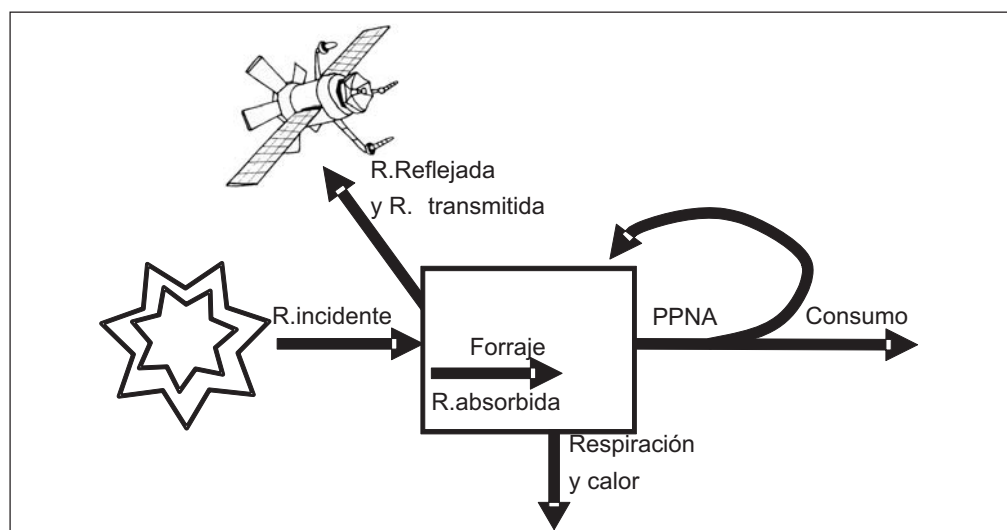 R.Reflejada
y R. transmitida
R.incidente
PPNA
Consumo
Forraje
R.absorbida
Respiración
y calor